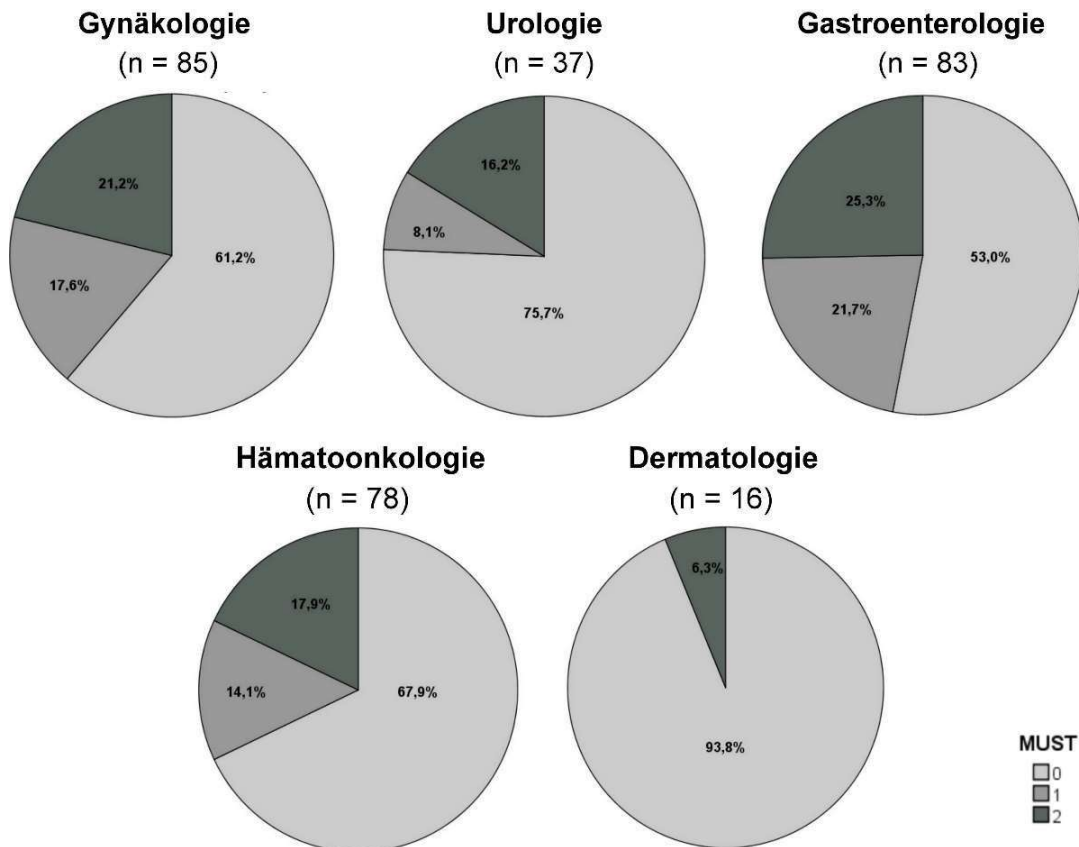 Gynäkologie
(n = 85)
Urologie
(n = 37)
Gastroenterologie
(n = 83)
21,2%
61,2%
17,6%
16,2%
8,1%
75,7%
25,3%
53,0%
21,7%
Hämatoonkologie
(n = 78)
Dermatologie
(n = 16)
17,9%
14,1%
67,9%
6,3%
93,8%
MUST
0
1
2